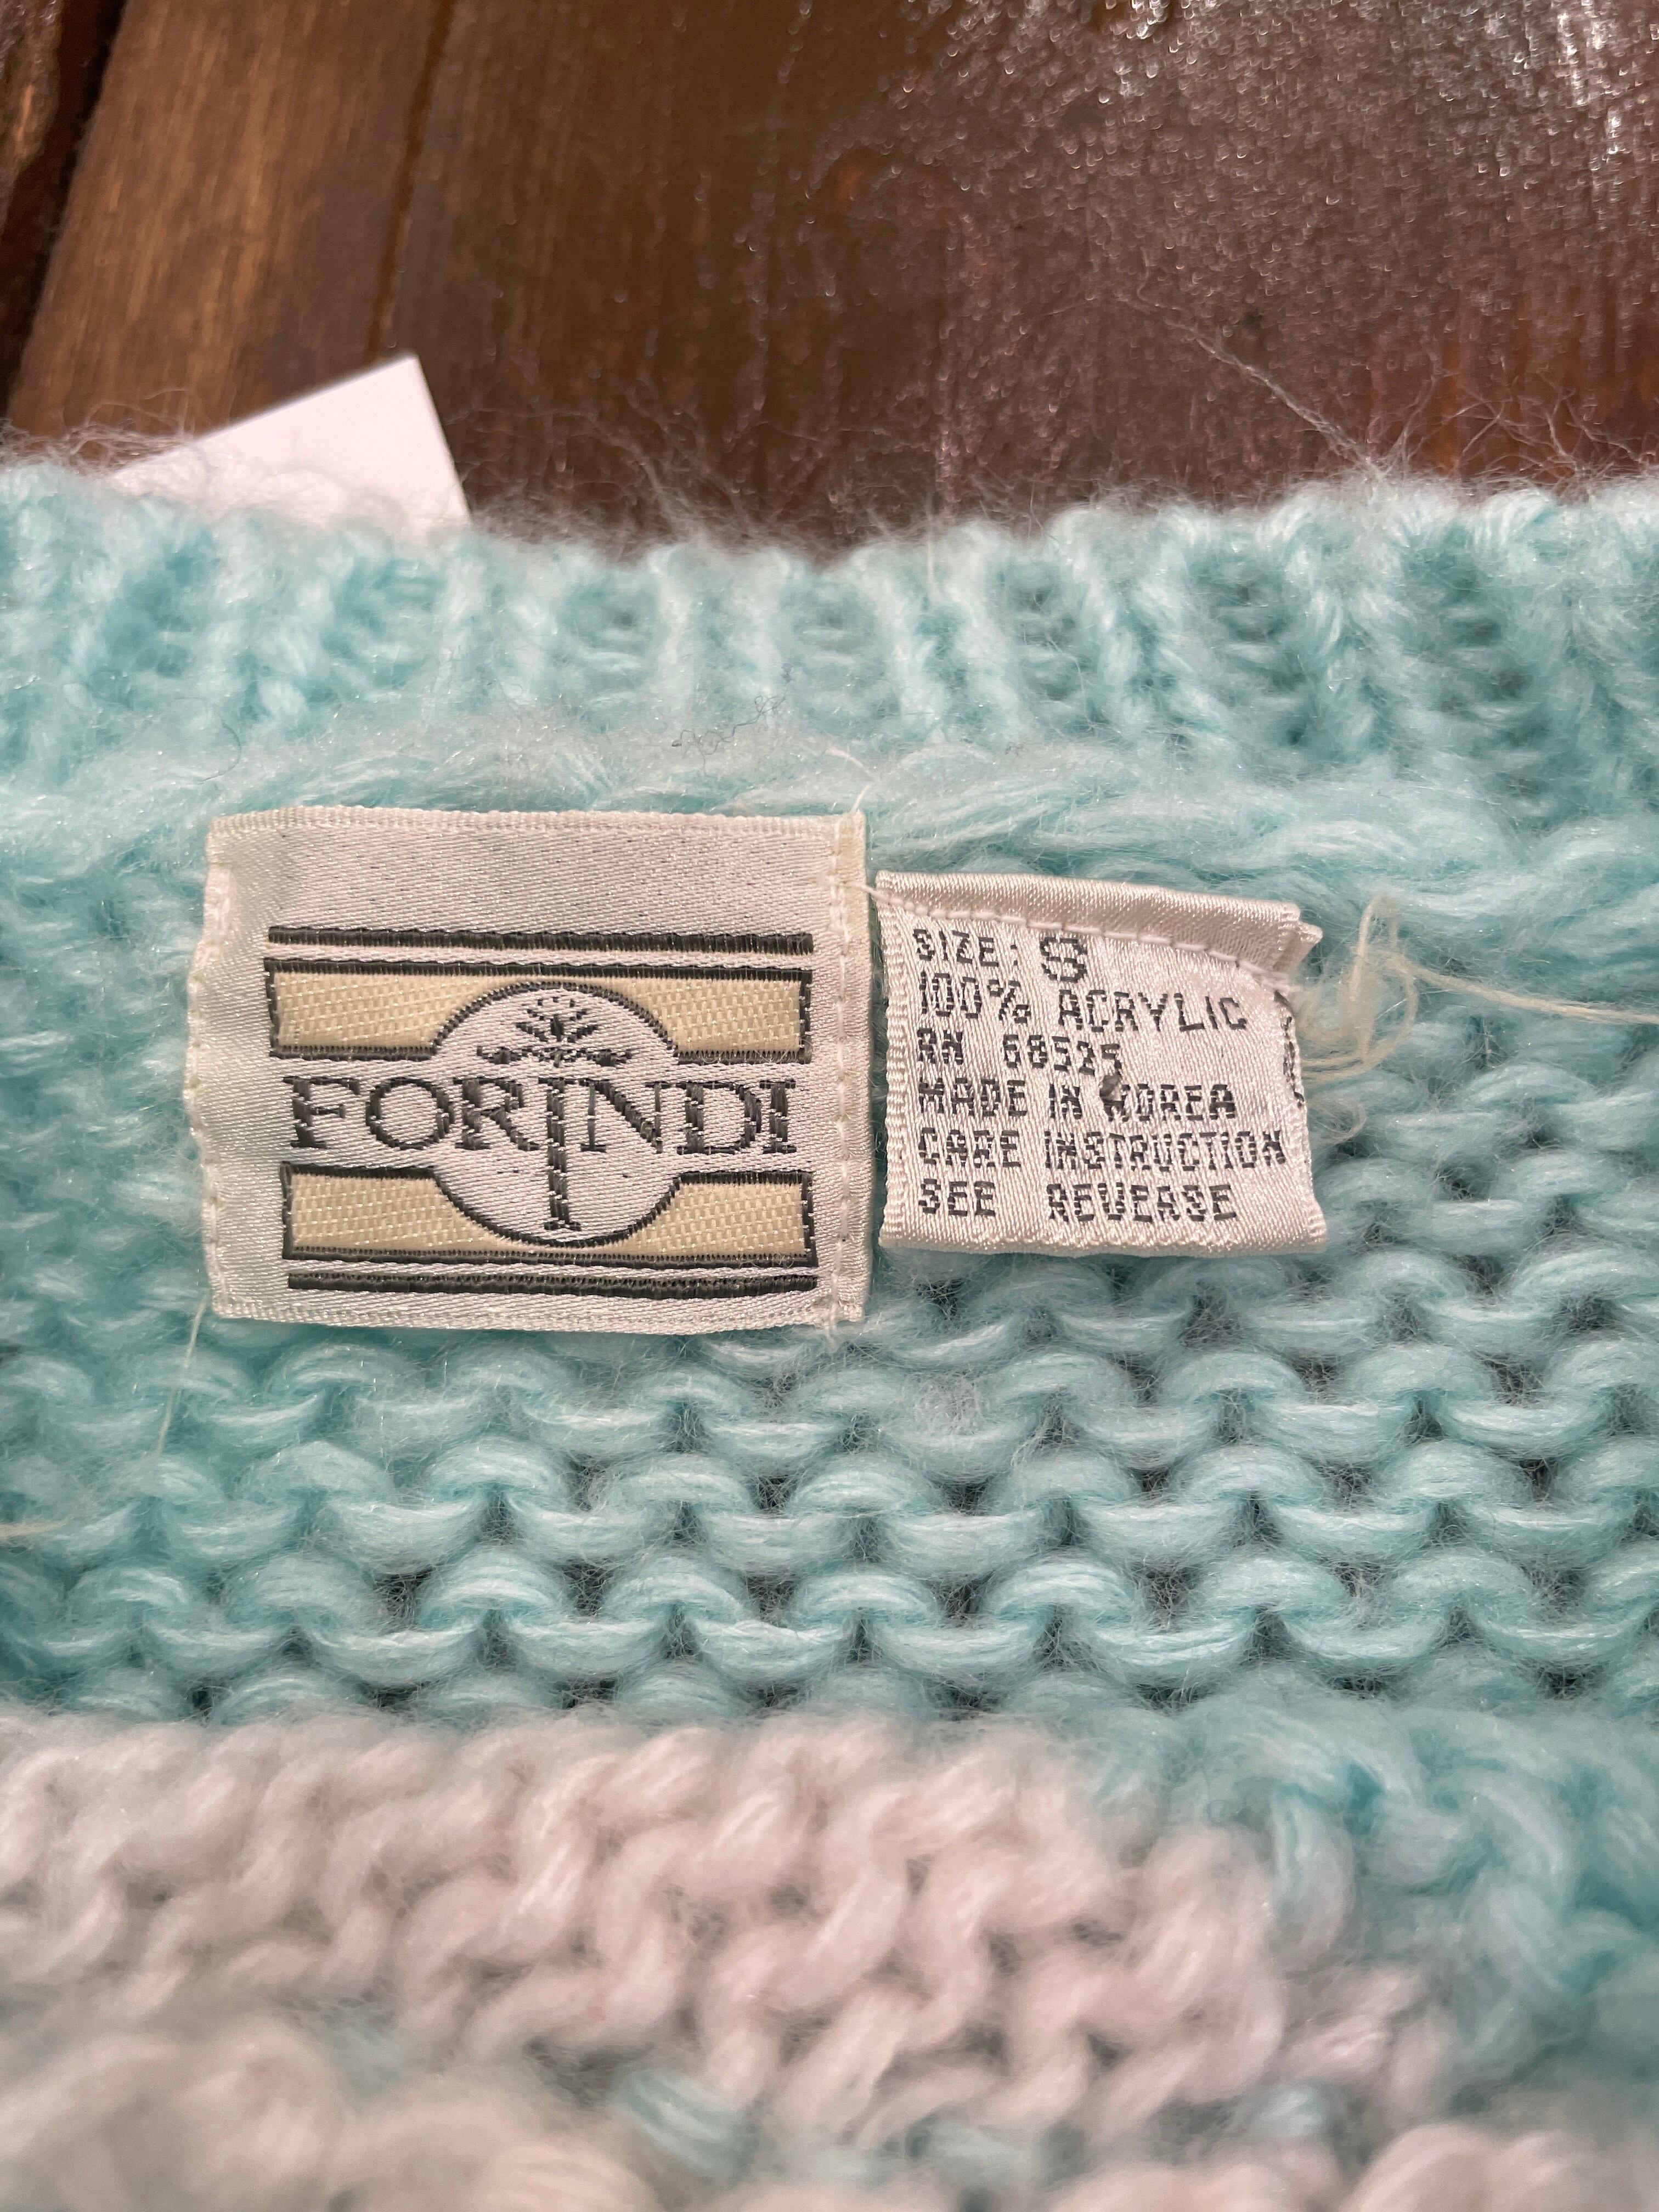 FORINDI
SIZE: S
100% ACRYLIC
RN 68525
MADE IN KOREA
CARE INSTRUCTION
SEE REVERSE